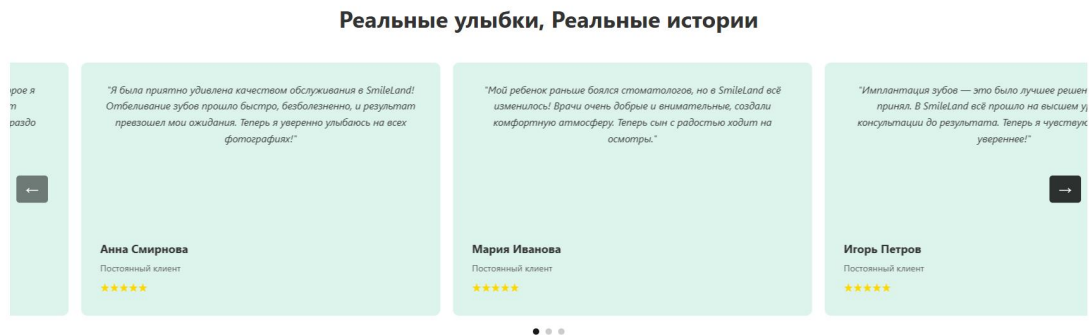 Реальные улыбки, Реальные истории
рое я
т
раздо
←
"Я была приятно удивлена качеством обслуживания в SmileLand!
Отбеливание зубов прошло быстро, безболезненно, и результат
превзошел мои ожидания. Теперь я уверенно улыбаюсь на всех
фотографиях!"
Анна Смирнова
Постоянный клиент
★★★★★
"Мой ребенок раньше боялся стоматологов, но в SmileLand всё
изменилось! Врачи очень добрые и внимательные, создали
комфортную атмосферу. Теперь сын с радостью ходит на
осмотры."
Мария Иванова
Постоянный клиент
★★★★★
"Имплантация зубов — это было лучшее решен
принял. В SmileLand всё прошло на высшем
консультации до результата. Теперь я чувствую
увереннее!"
→
Игорь Петров
Постоянный клиент
★★★★★